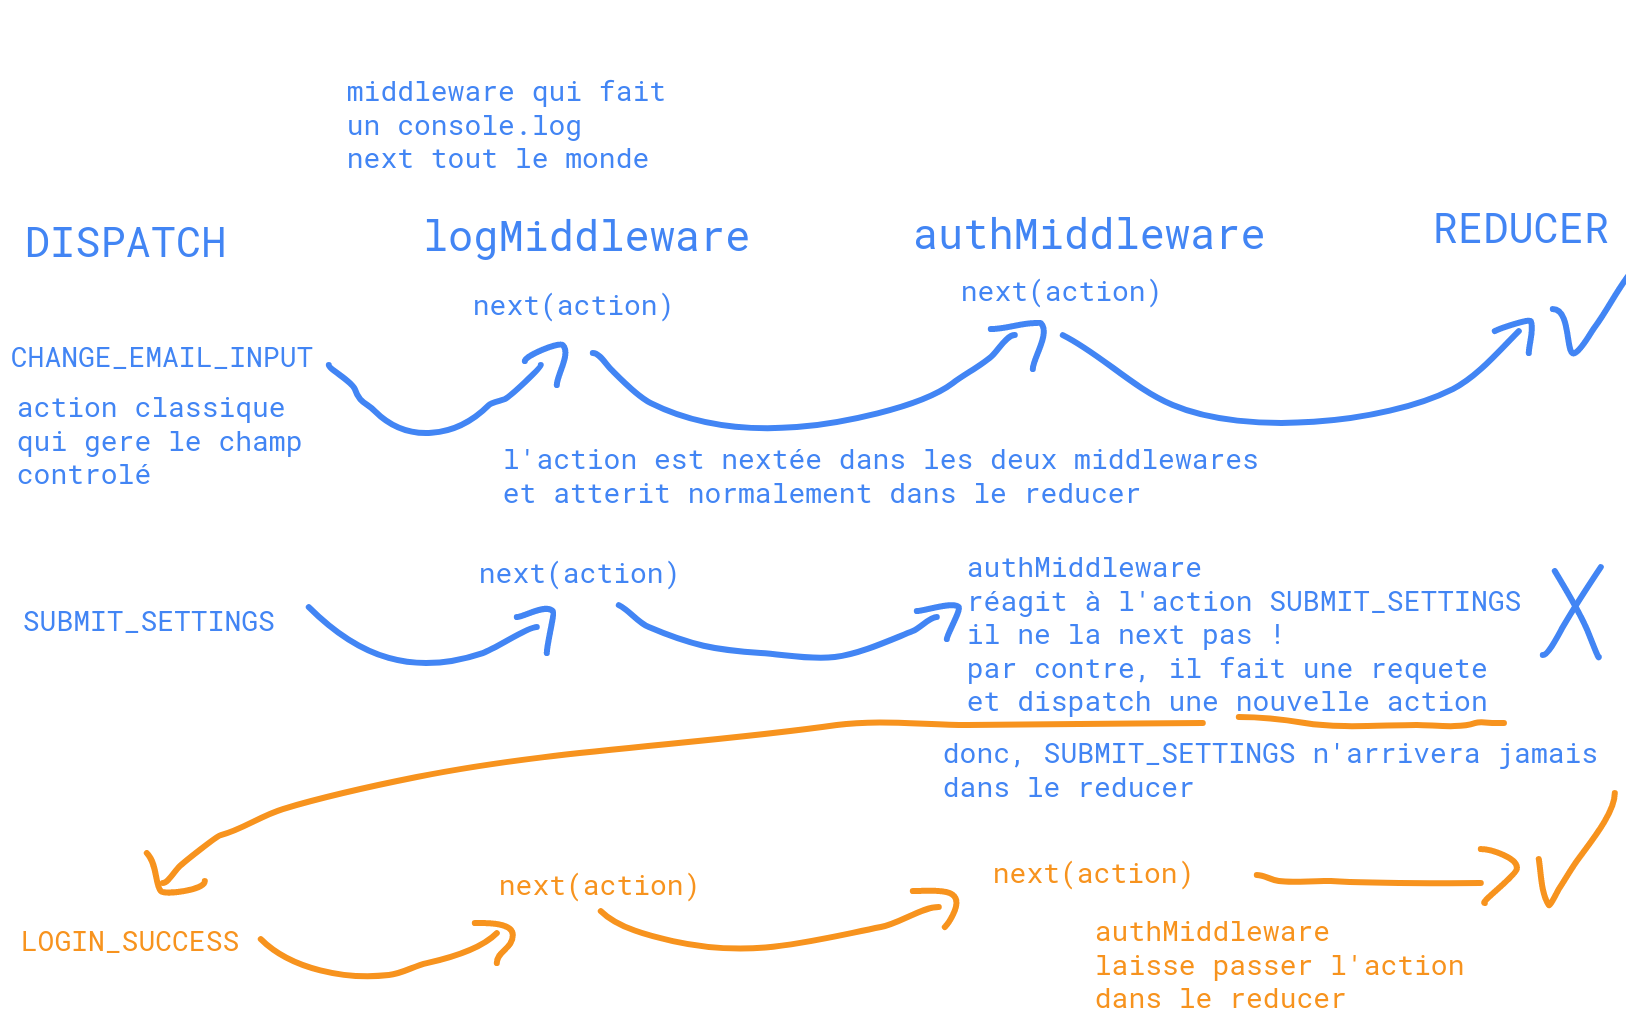 middleware qui fait
un console.log
next tout le monde
DISPATCH
logMiddleware
authMiddleware
REDUCER
next(action)
next(action)
CHANGE_EMAIL_INPUT
action classique
qui gere le champ
controlé
l'action est nextée dans les deux middlewares
et atterit normalement dans le reducer
next(action)
SUBMIT_SETTINGS
authMiddleware
réagit à l'action SUBMIT_SETTINGS
il ne la next pas !
par contre, il fait une requete
et dispatch une nouvelle action
donc, SUBMIT_SETTINGS n'arrivera jamais
dans le reducer
LOGIN_SUCCESS
next(action)
next(action)
authMiddleware
laisse passer l'action
dans le reducer